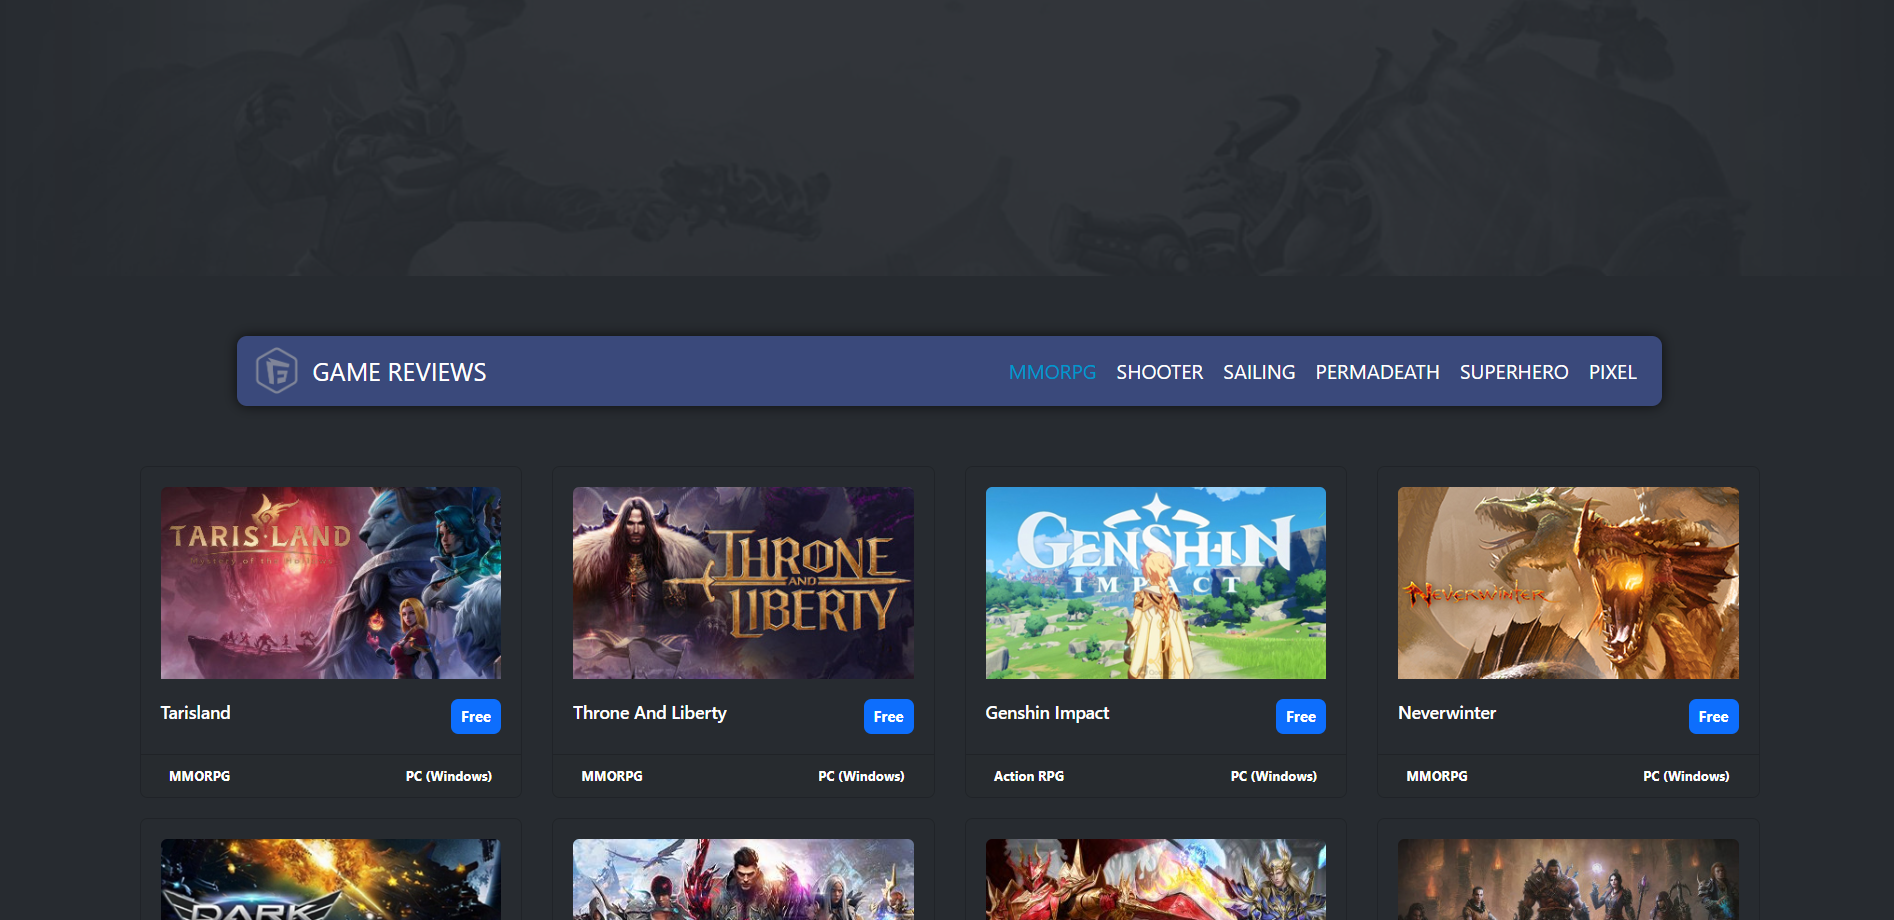 GAME REVIEWS
MMORPG SHOOTER SAILING PERMADEATH SUPERHERO PIXEL
TARIS·LAND
THRONE
AND
LIBERTY
GENSHIN
IMPACT
NEVERWINTER
Tarisland Free
Throne And Liberty Free
Genshin Impact Free
Neverwinter Free
MMORPG PC (Windows)
MMORPG PC (Windows)
Action RPG PC (Windows)
MMORPG PC (Windows)
DARK